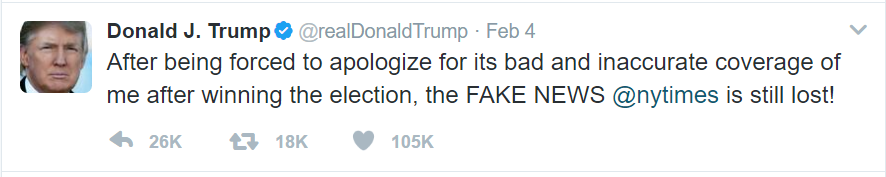 Donald J. Trump @realDonaldTrump · Feb 4
After being forced to apologize for its bad and inaccurate coverage of
me after winning the election, the FAKE NEWS @nytimes is still lost!
26K 18K 105K